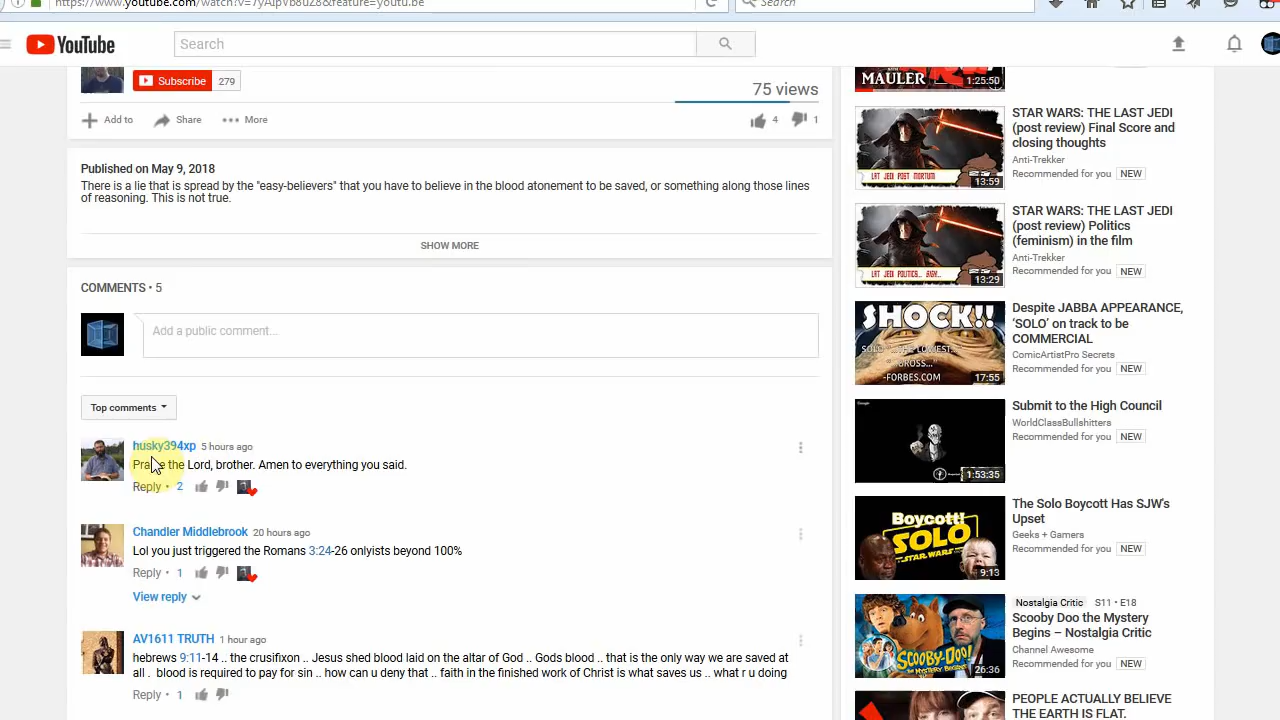 https://www.youtube.com/watch?v=7yAlpVb8uZ8&feature=youtu.be
Search
YouTube
Search
Subscribe 279
75 views
Add to Share More
4 1
Published on May 9, 2018
There is a lie that is spread by the "easy believers" that you have to believe in the blood atonement to be saved, or something along those lines
of reasoning. This is not true.
SHOW MORE
COMMENTS • 5
Add a public comment...
Top comments
husky394xp 5 hours ago
Praise the Lord, brother. Amen to everything you said.
Reply • 2
Chandler Middlebrook 20 hours ago
Lol you just triggered the Romans 3:24-26 onlyists beyond 100%
Reply • 1
View reply
AV1611 TRUTH 1 hour ago
hebrews 9:11-14 .. crusifixon .. Jesus shed blood laid on the altar of God .. Gods blood .. that is the only way we are saved at
all .. blood is required at
.. how can u deny that .. faith in the finished work of Christ is what saves us .. what r u doing
Reply • 1
MAULER
1:25:50
LAT JEDI POST MORTUM
13:59
STAR WARS: THE LAST JEDI
(post review) Final Score and
closing thoughts
Anti-Trekker
Recommended for you NEW
LAT JEDI POLITICS... SIGH...
13:29
STAR WARS: THE LAST JEDI
(post review) Politics
(feminism) in the film
Anti-Trekker
Recommended for you NEW
SHOCK!!
-FORBES.COM
17:55
Despite JABBA APPEARANCE,
‘SOLO’ on track to be
COMMERCIAL
ComicArtistPro Secrets
Recommended for you NEW
1:53:35
Submit to the High Council
WorldClassBullshitters
Recommended for you NEW
Boycott!
SOLO
9:13
The Solo Boycott Has SJW's
Upset
Geeks + Gamers
Recommended for you NEW
SCOOBY-DOO!
26:36
Nostalgia Critic S11 • E18
Scooby Doo the Mystery
Begins – Nostalgia Critic
Channel Awesome
Recommended for you NEW
PEOPLE ACTUALLY BELIEVE
THE EARTH IS FLAT.